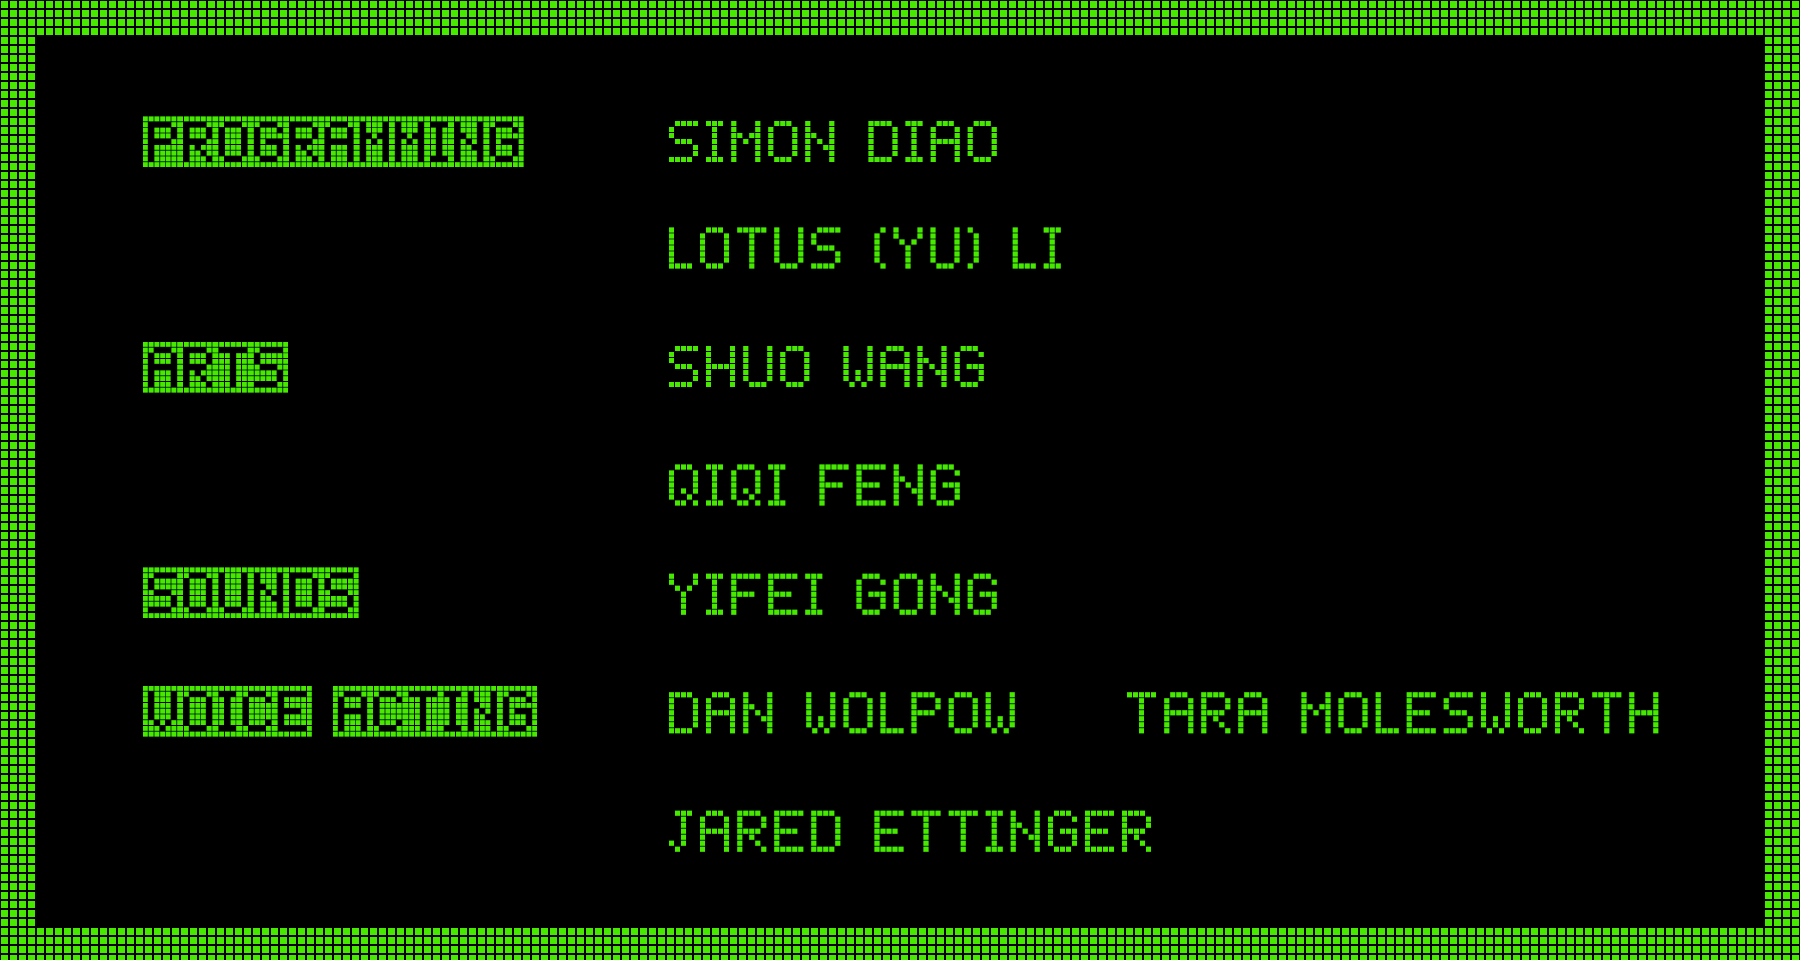 PROGRAMMING SIMON DIAO
LOTUS (YU) LI
ARTS SHUO WANG
QIQI FENG
SOUNDS YIFEI GONG
VOICE ACTING DAN WOLPOW TARA MOLESWORTH
JARED ETTINGER